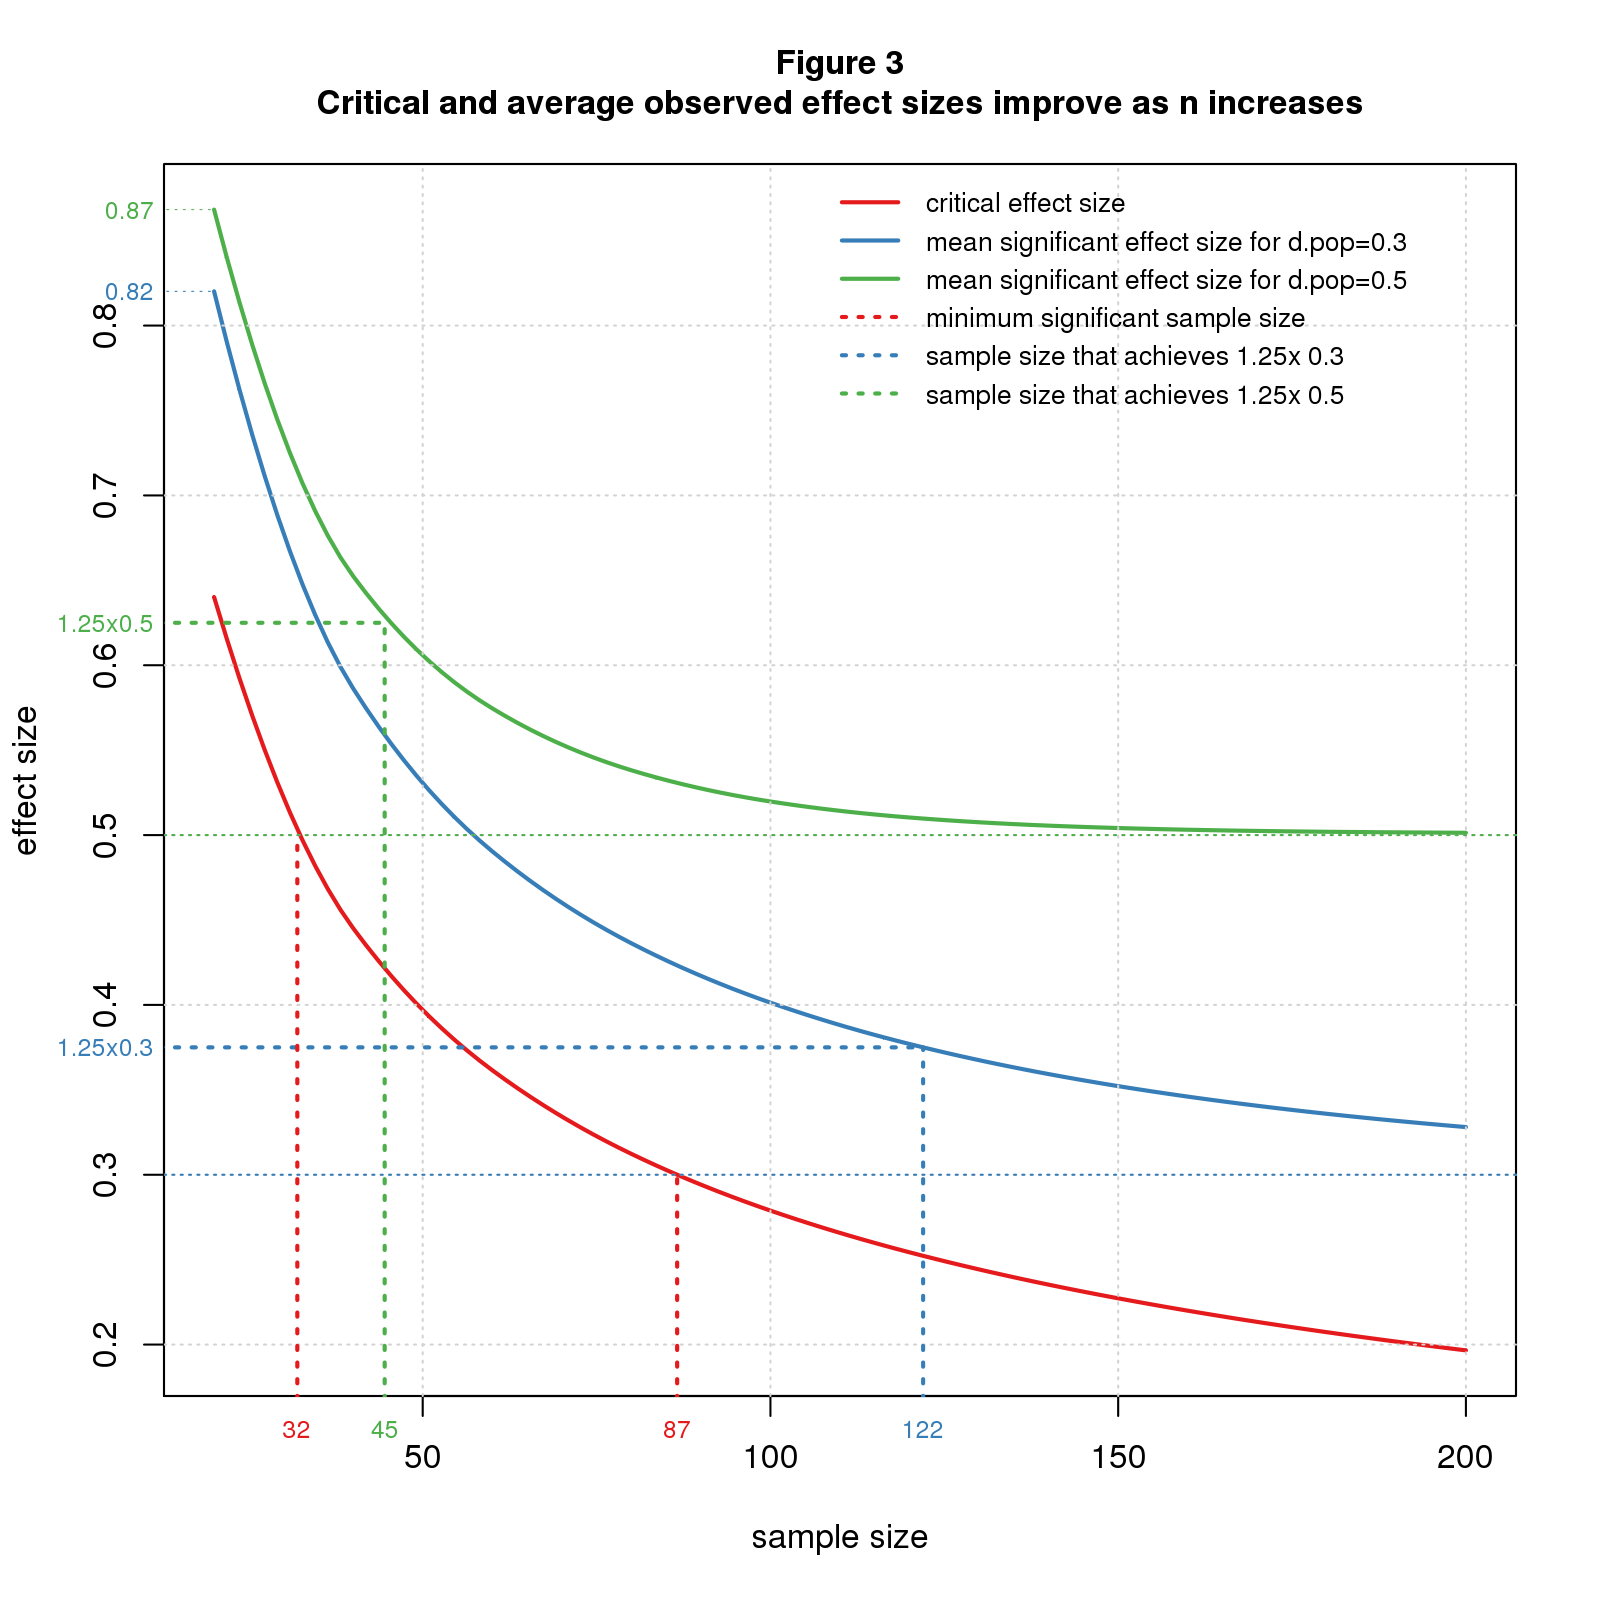 Figure 3
Critical and average observed effect sizes improve as n increases
critical effect size
mean significant effect size for d.pop=0.3
mean significant effect size for d.pop=0.5
minimum significant sample size
sample size that achieves 1.25x 0.3
sample size that achieves 1.25x 0.5
0.87
0.82
0.8
0.7
1.25x0.5
0.6
effect size
0.5
0.4
1.25x0.3
0.3
0.2
32 45 87 122
50 100 150 200
sample size